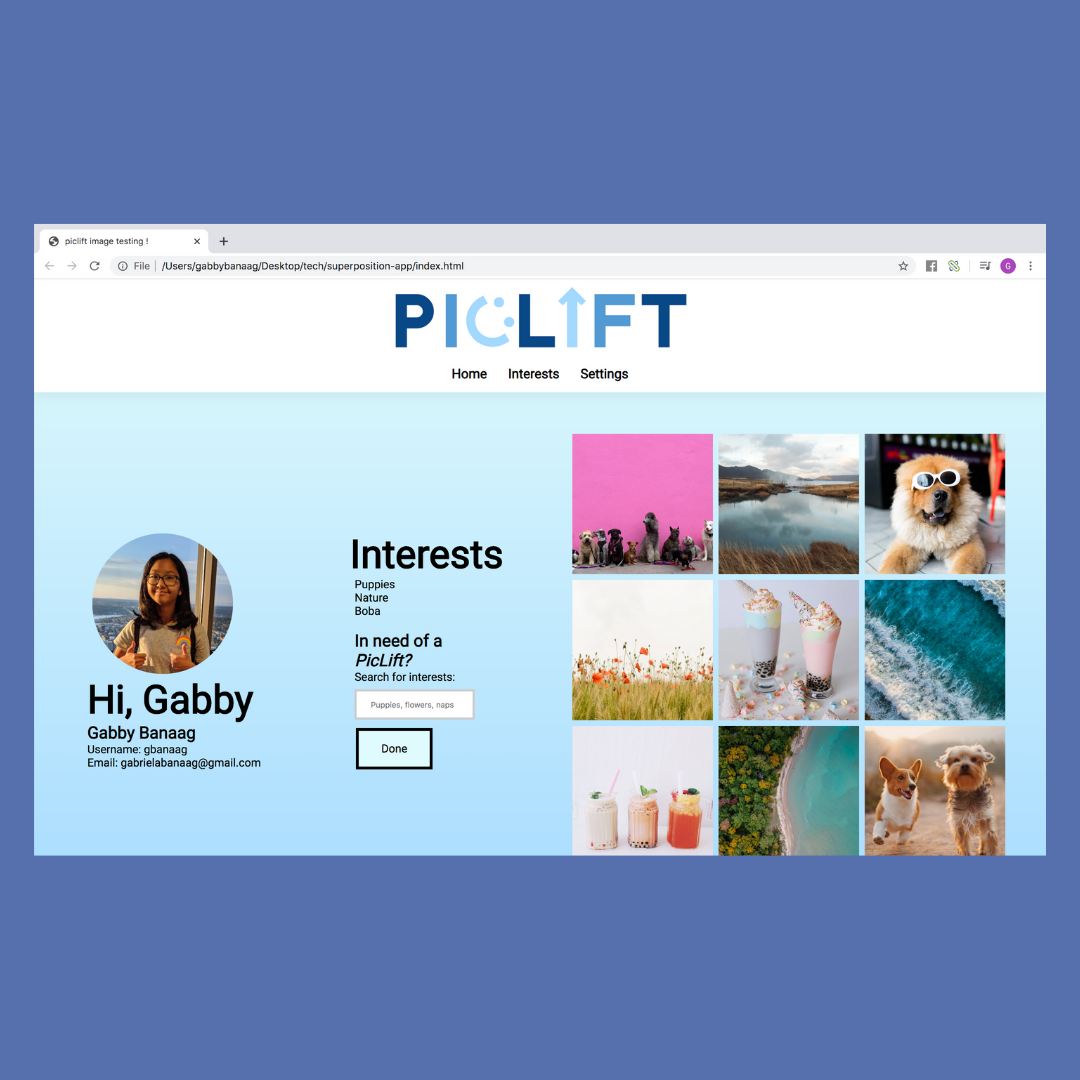 piclift image testing !
File /Users/gabbybanaag/Desktop/tech/superposition-app/index.html
G
PICLIFT
Home Interests Settings
Interests
Puppies
Nature
Boba
In need of a
PicLift?
Search for interests:
Puppies, flowers, naps
Done
Hi, Gabby
Gabby Banaag
Username: gbanaag
Email: gabrielabanaag@gmail.com